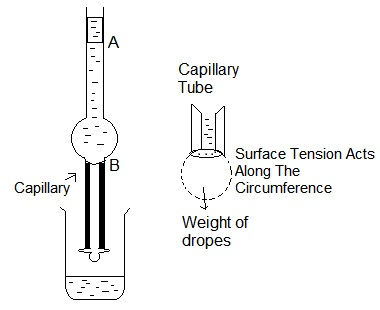 A
B
Capillary
Capillary
Tube
Surface Tension Acts
Along The
Circumference
Weight of
dropes